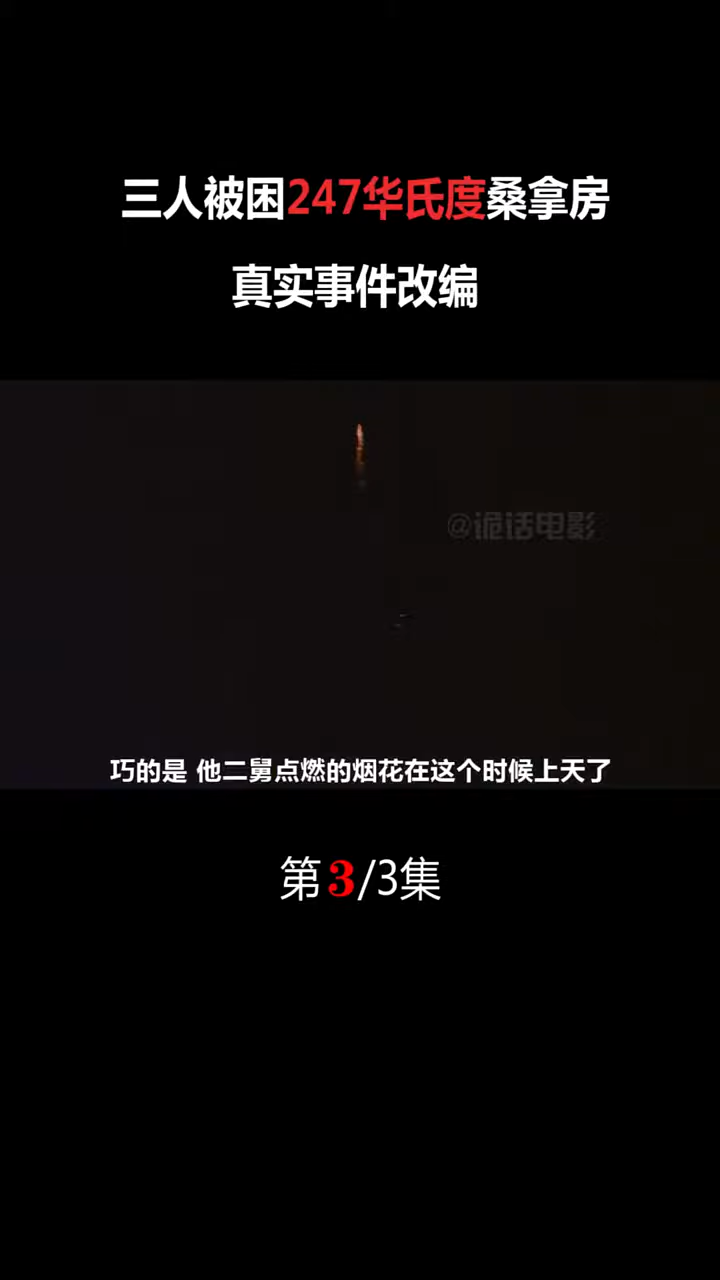 三人被困247华氏度桑拿房
真实事件改编
@诡话电影
巧的是 他二舅点燃的烟花在这个时候上天了
第3/3集